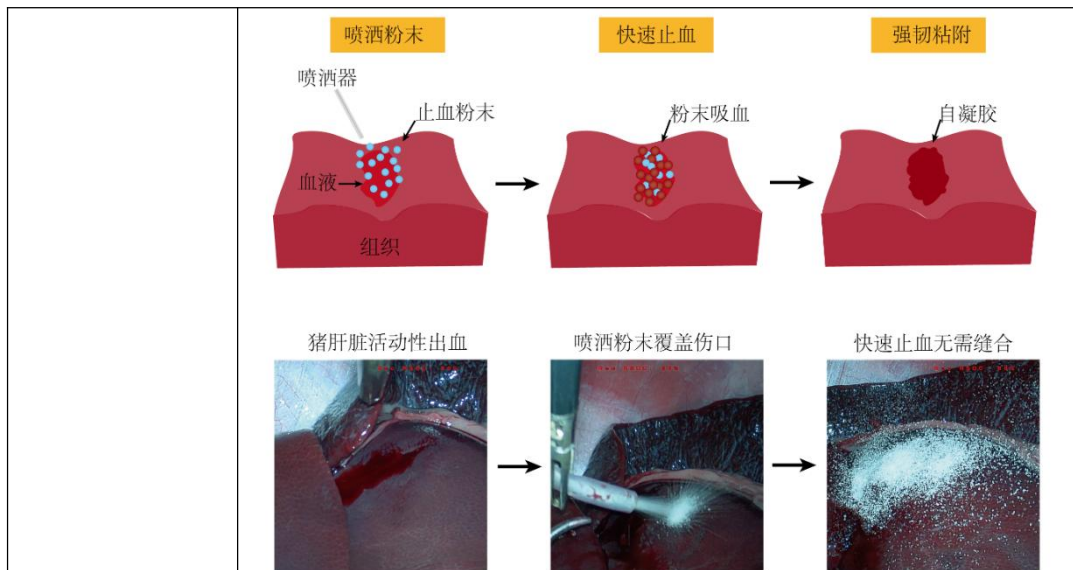 喷洒粉末
快速止血
强韧粘附
喷洒器
止血粉末
粉末吸血
自凝胶
血液
组织
猪肝脏活动性出血
喷洒粉末覆盖伤口
快速止血无需缝合